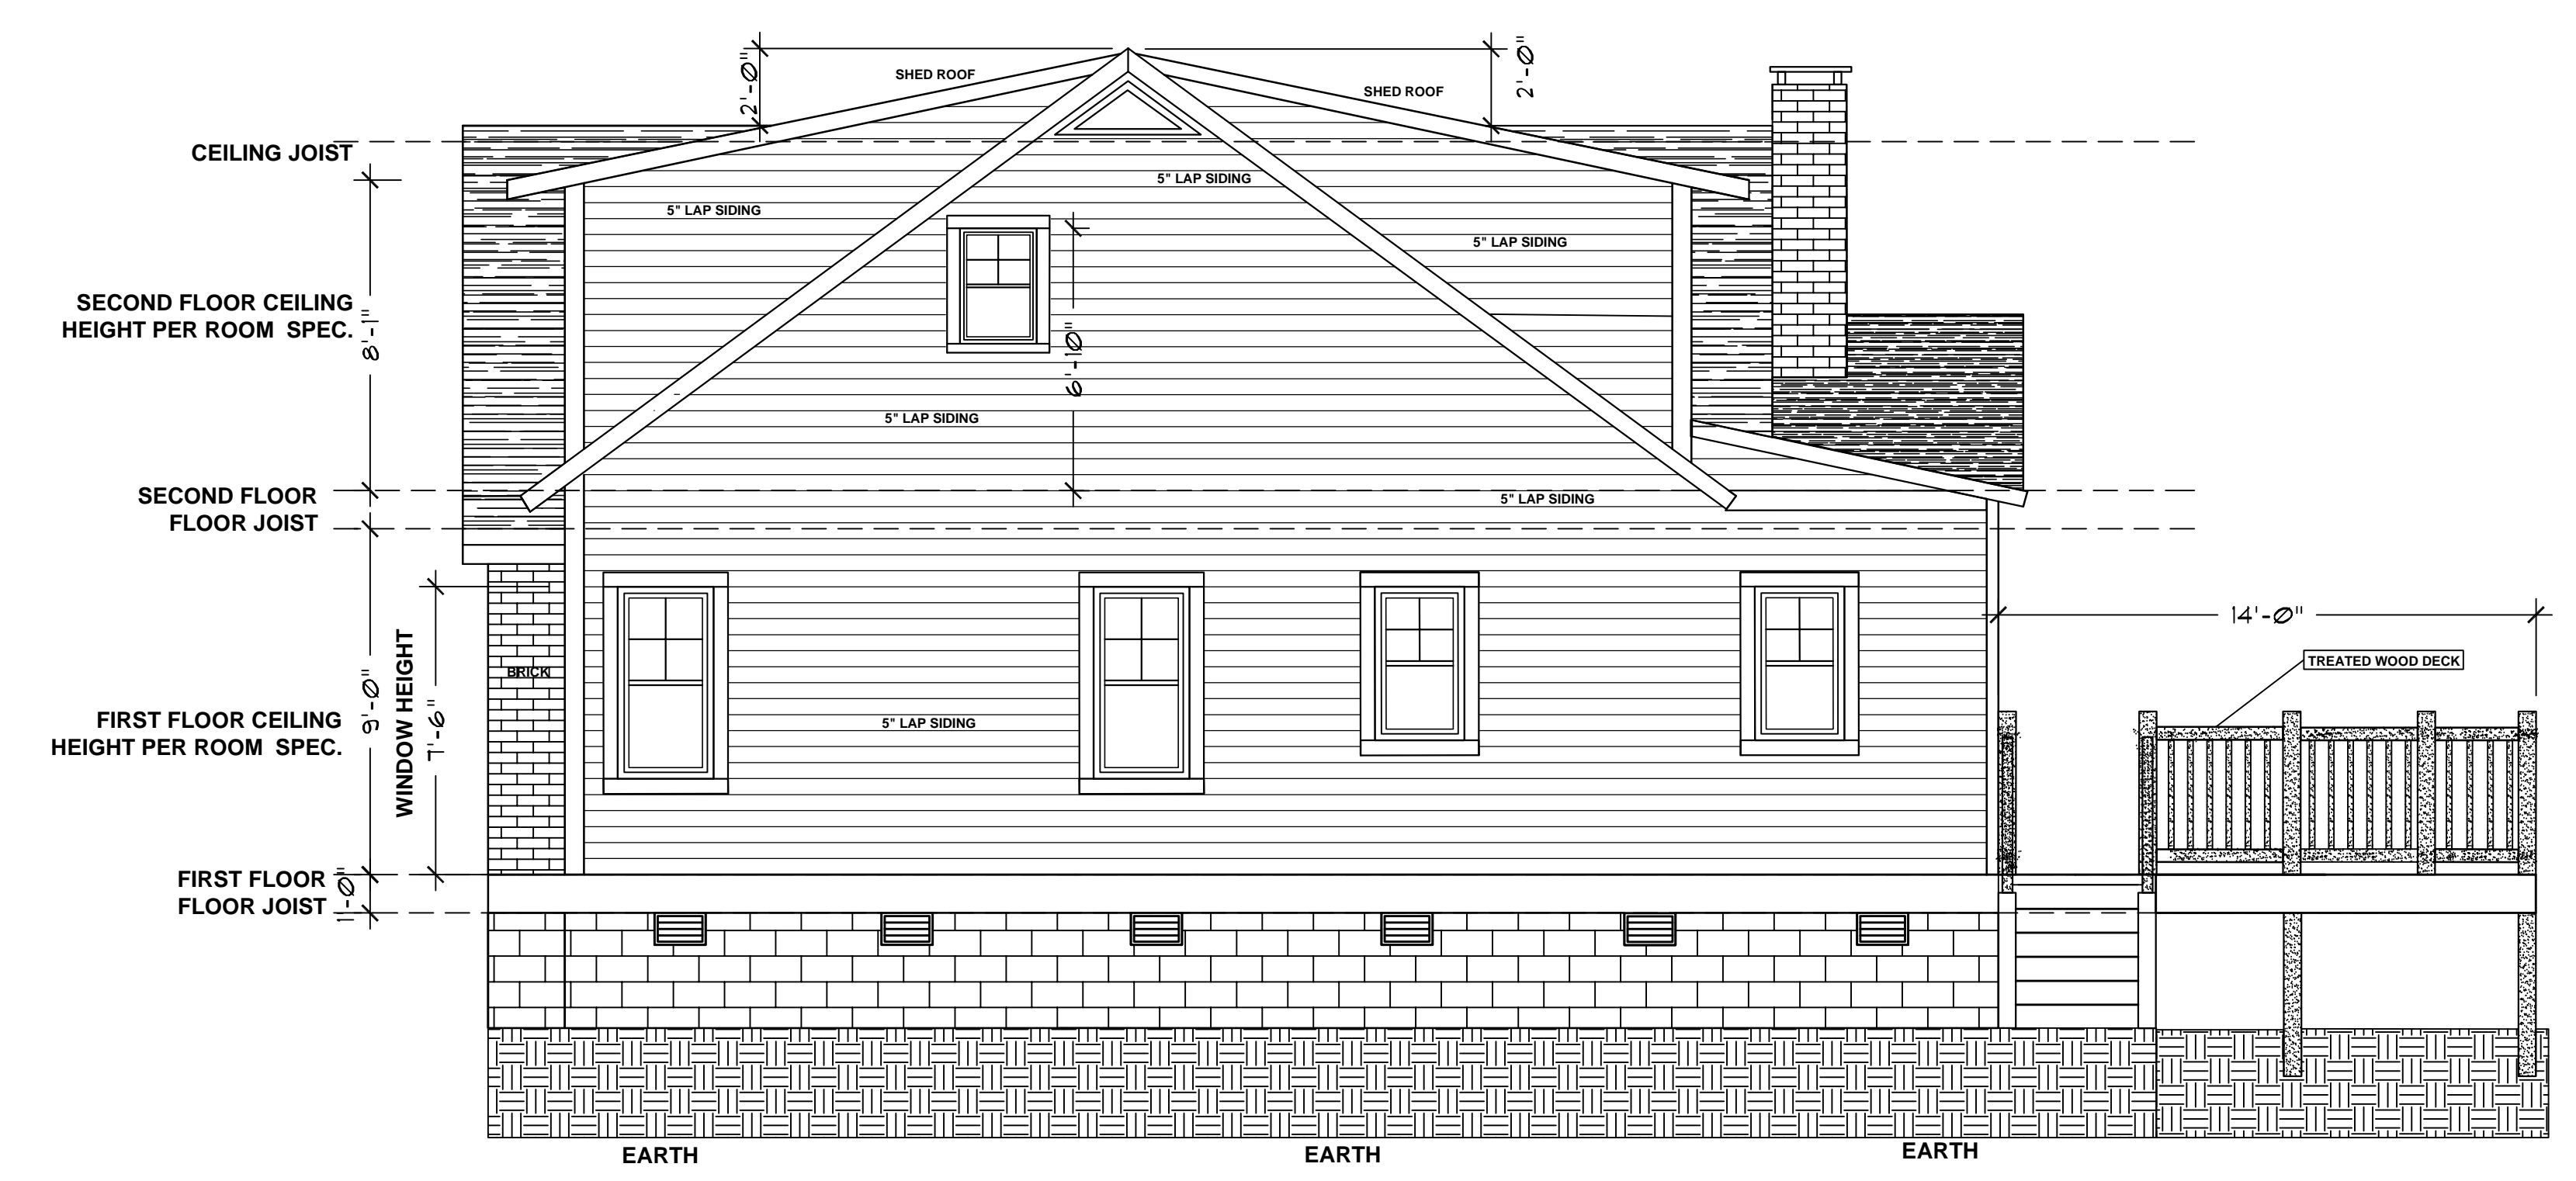 2'-0"
2'-0"
SHED ROOF
SHED ROOF
CEILING JOIST
5" LAP SIDING
5" LAP SIDING
5" LAP SIDING
SECOND FLOOR CEILING
HEIGHT PER ROOM SPEC.
8'-1"
6'-10"
5" LAP SIDING
SECOND FLOOR
FLOOR JOIST
5" LAP SIDING
14'-0"
TREATED WOOD DECK
BRICK
WINDOW HEIGHT
7'-6"
9'-0"
FIRST FLOOR CEILING
HEIGHT PER ROOM SPEC.
5" LAP SIDING
FIRST FLOOR
FLOOR JOIST
1'-0"
EARTH
EARTH
EARTH